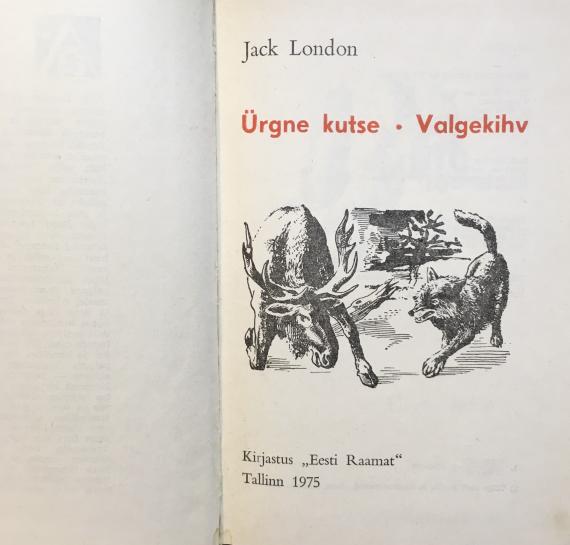 Jack London
Ürgne kutse • Valgekihv
Kirjastus „Eesti Raamat“
Tallinn 1975